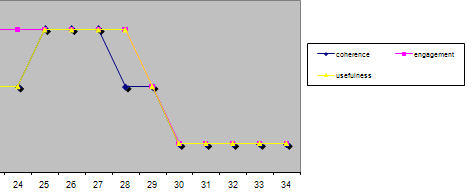 coherence engagement
usefulness
24 25 26 27 28 29 30 31 32 33 34